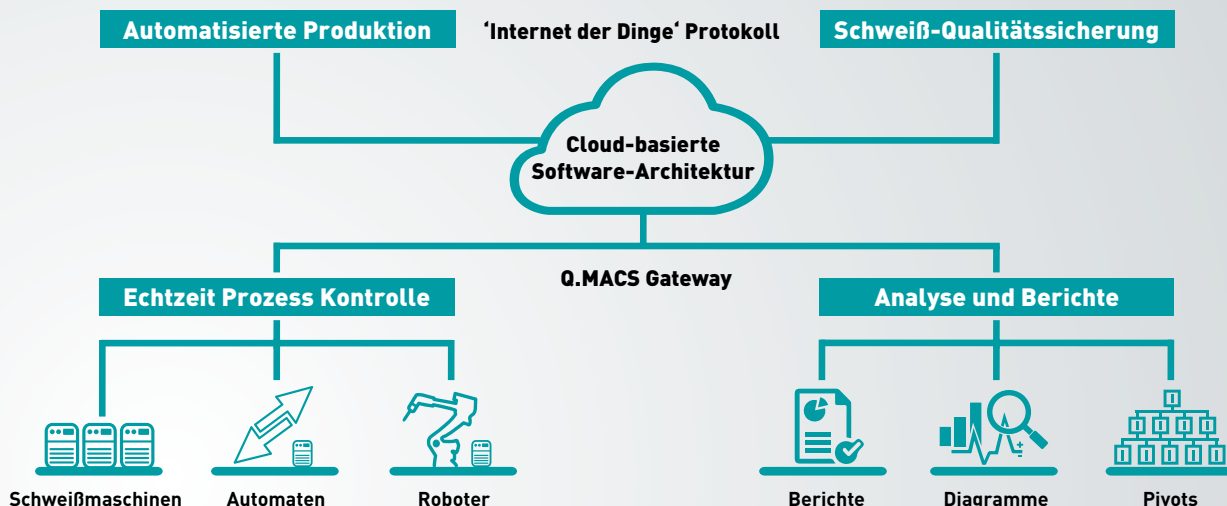 Automatisierte Produktion
‘Internet der Dinge‘ Protokoll
Schweiß-Qualitätssicherung
Cloud-basierte
Software-Architektur
Q.MACS Gateway
Echtzeit Prozess Kontrolle
Analyse und Berichte
Schweißmaschinen
Automaten
Roboter
Berichte
Diagramme
Pivots